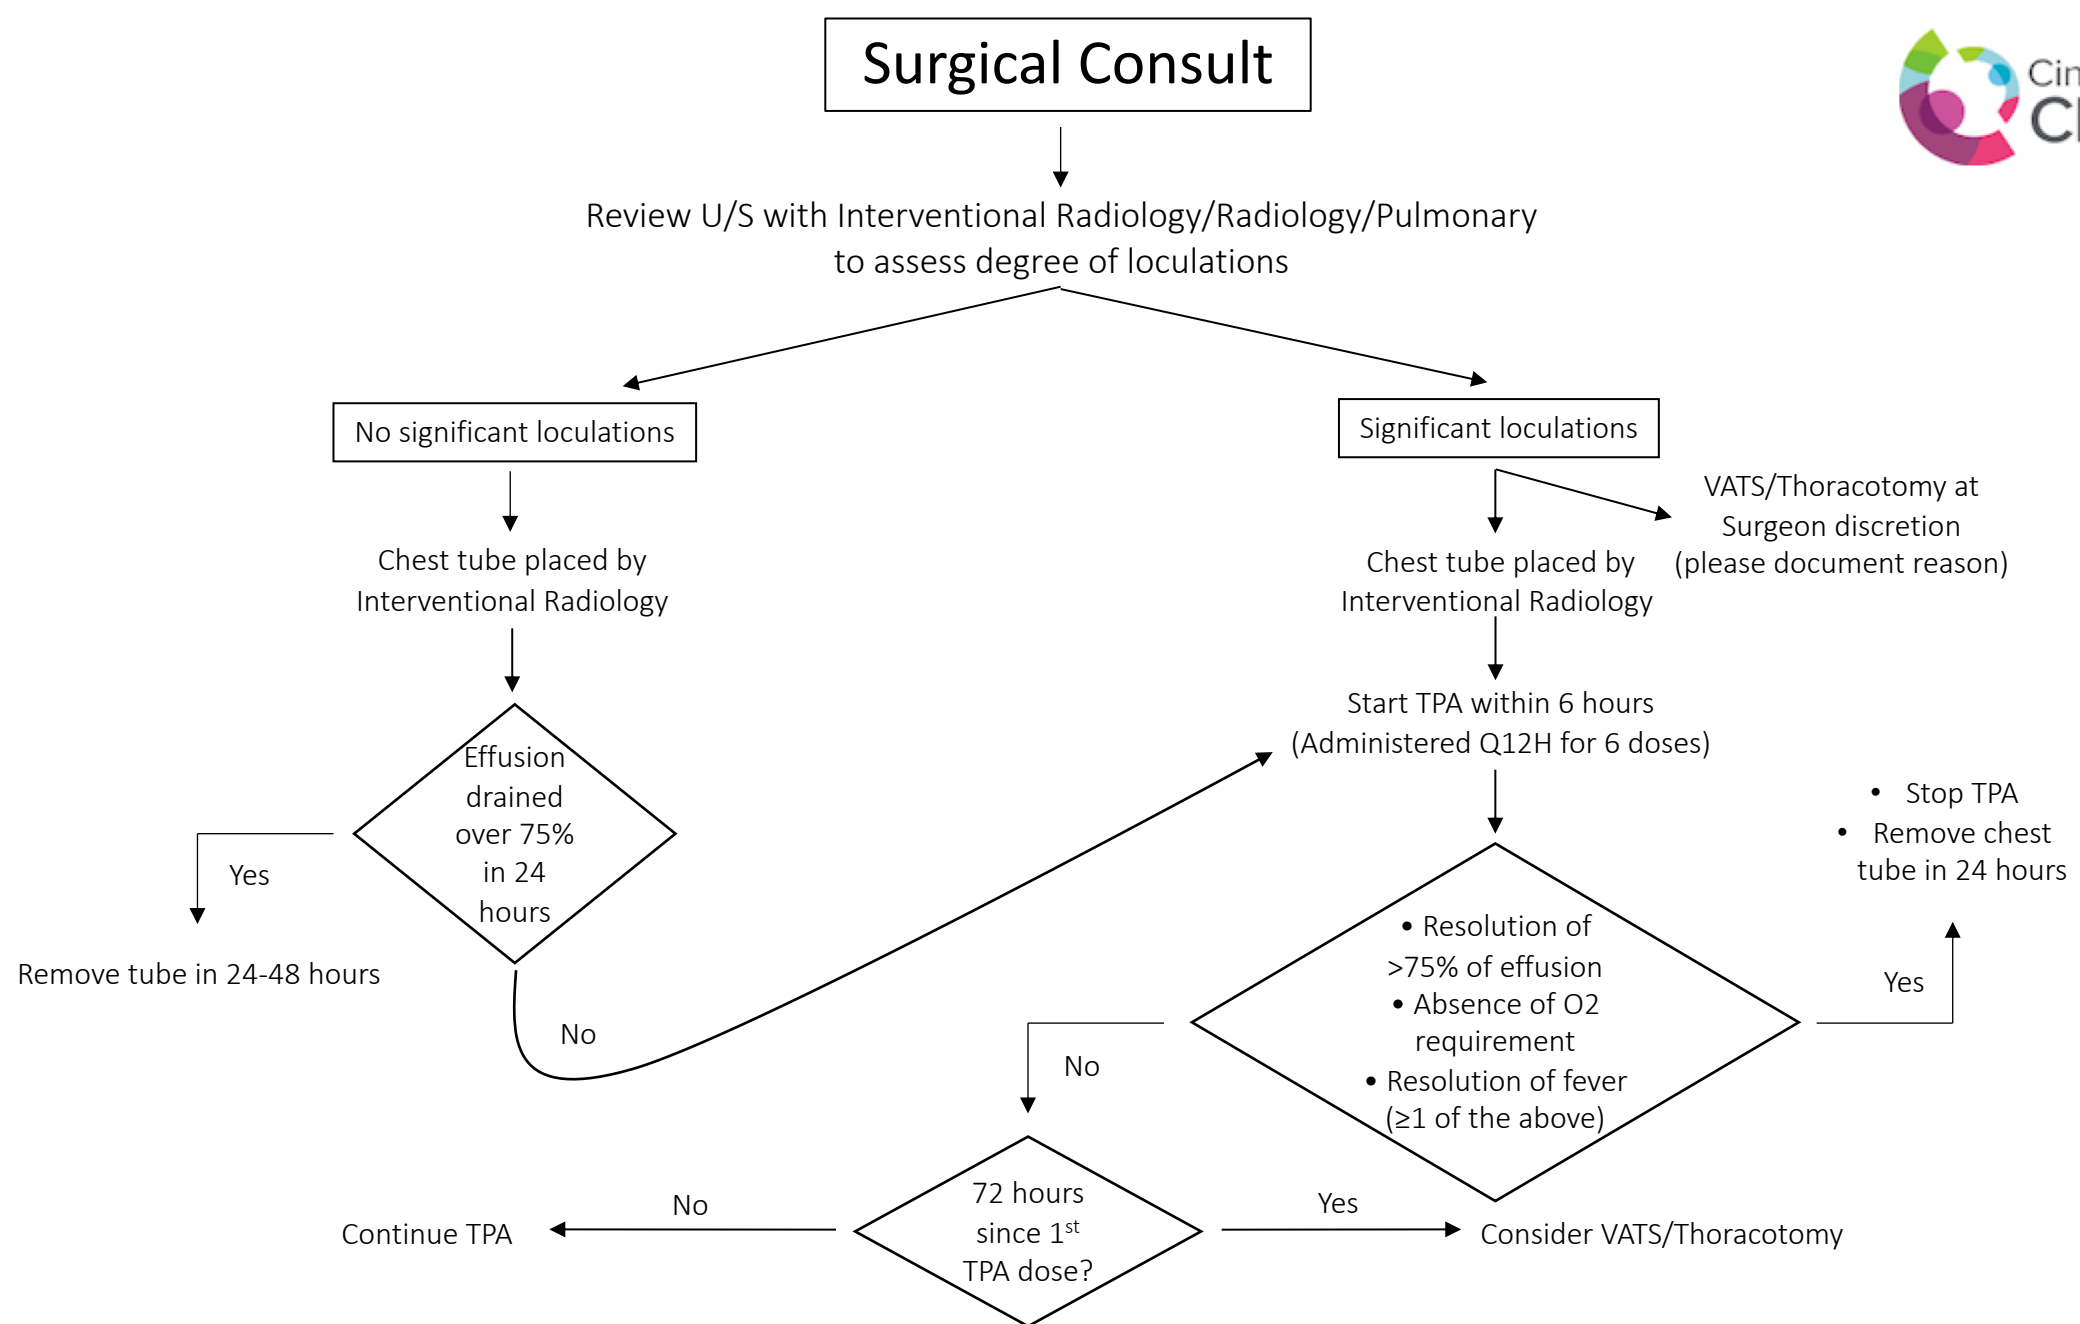 Surgical Consult
Review U/S with Interventional Radiology/Radiology/Pulmonary
to assess degree of loculations
No significant loculations
Chest tube placed by
Interventional Radiology
Effusion
drained
over 75%
in 24
hours
Yes
Remove tube in 24-48 hours
No
Significant loculations
VATS/Thoracotomy at
Surgeon discretion
(please document reason)
Chest tube placed by
Interventional Radiology
Start TPA within 6 hours
(Administered Q12H for 6 doses)
• Resolution of
>75% of effusion
• Absence of O2
requirement
• Resolution of fever
(≥1 of the above)
Yes
• Stop TPA
• Remove chest
tube in 24 hours
No
72 hours
since 1st
TPA dose?
No
Continue TPA
Yes
Consider VATS/Thoracotomy